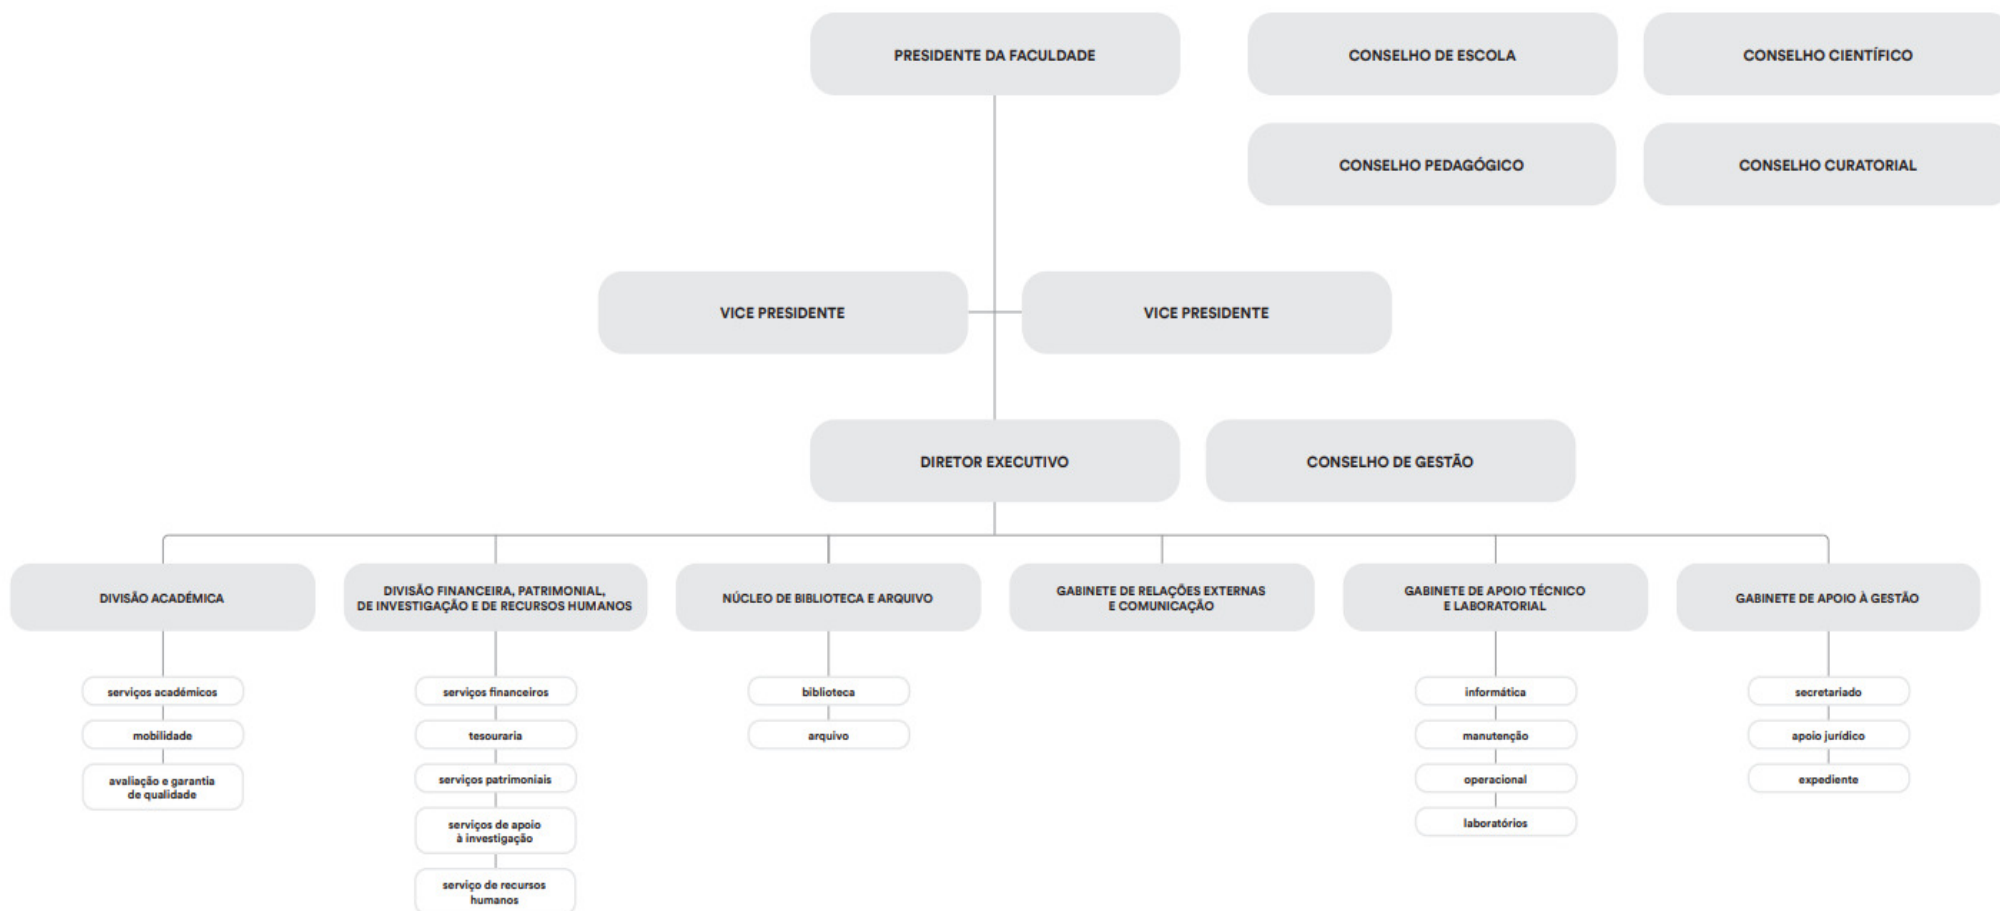 PRESIDENTE DA FACULDADE
CONSELHO DE ESCOLA
CONSELHO CIENTÍFICO
CONSELHO PEDAGÓGICO
CONSELHO CURATORIAL
VICE PRESIDENTE
VICE PRESIDENTE
DIRETOR EXECUTIVO
CONSELHO DE GESTÃO
DIVISÃO ACADÉMICA
DIVISÃO FINANCEIRA, PATRIMONIAL,
DE INVESTIGAÇÃO E DE RECURSOS HUMANOS
NÚCLEO DE BIBLIOTECA E ARQUIVO
GABINETE DE RELAÇÕES EXTERNAS
E COMUNICAÇÃO
GABINETE DE APOIO TÉCNICO
E LABORATORIAL
GABINETE DE APOIO À GESTÃO
serviços académicos
mobilidade
avaliação e garantia
de qualidade
serviços financeiros
tesouraria
serviços patrimoniais
serviços de apoio
à investigação
serviço de recursos
humanos
biblioteca
arquivo
informática
manutenção
operacional
laboratórios
secretariado
apoio jurídico
expediente